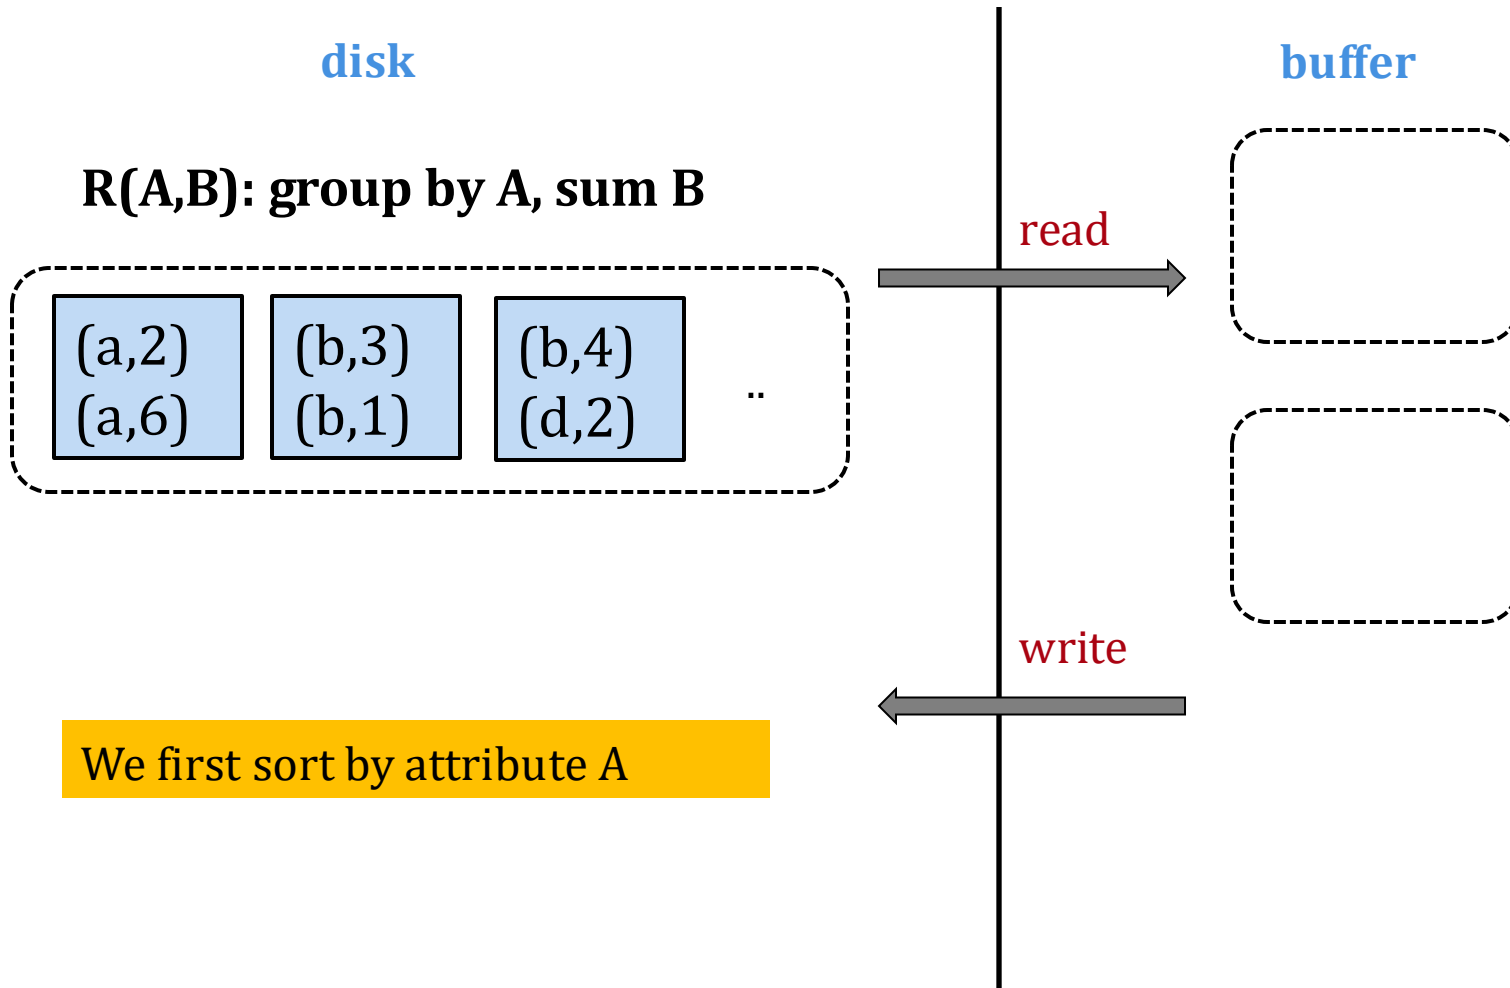 disk
buffer
R(A,B): group by A, sum B
read
(a,2)
(a,6)
(b,3)
(b,1)
(b,4)
(d,2)
..
write
We first sort by attribute A